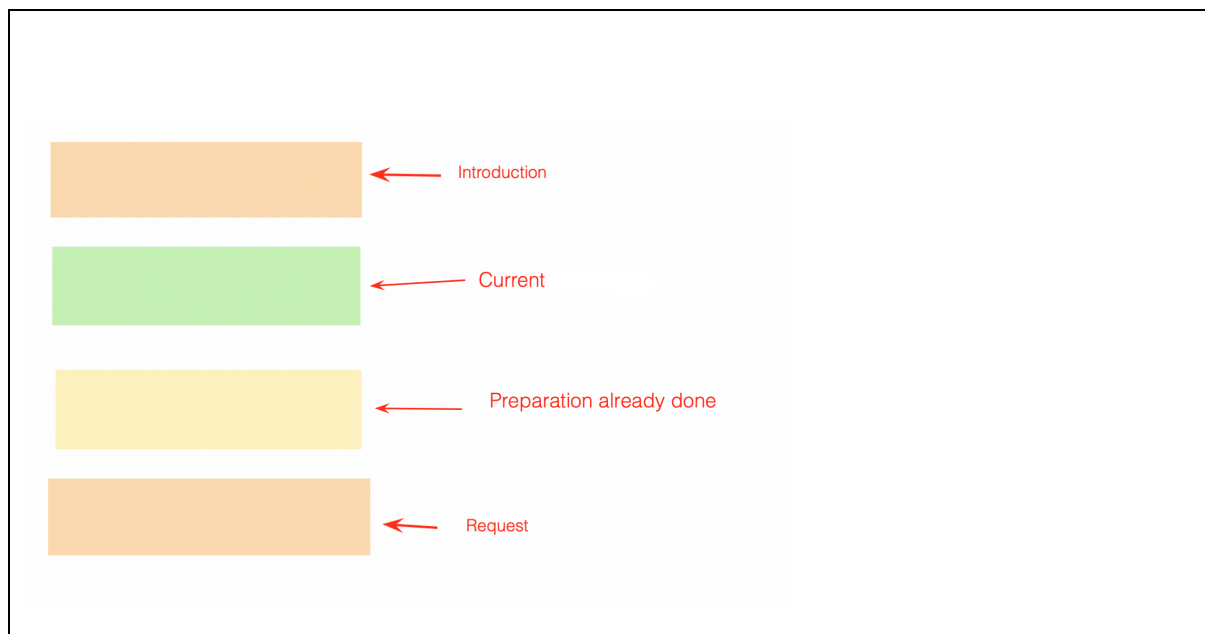 Introduction
Current
Preparation already done
Request